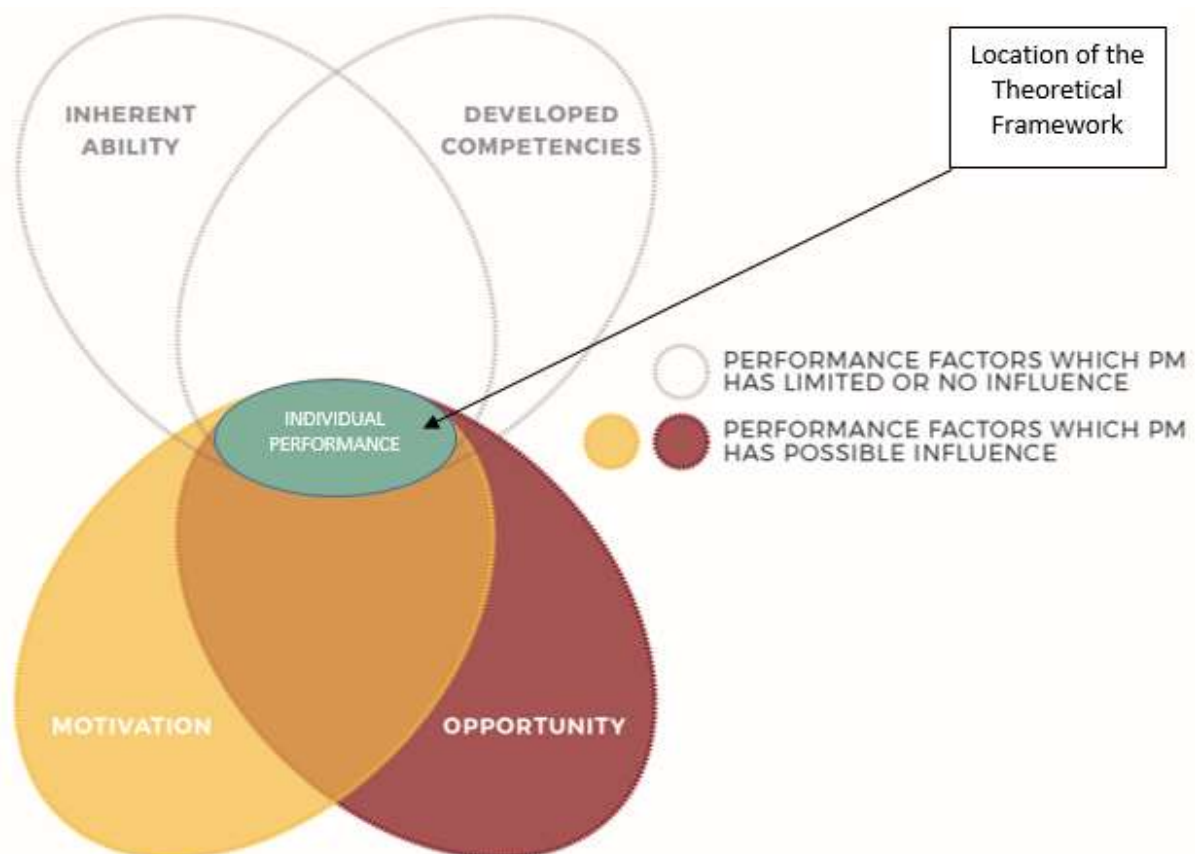 INHERENT
ABILITY
DEVELOPED
COMPETENCIES
Location of the
Theoretical
Framework
PERFORMANCE FACTORS WHICH PM
HAS LIMITED OR NO INFLUENCE
INDIVIDUAL
PERFORMANCE
PERFORMANCE FACTORS WHICH PM
HAS POSSIBLE INFLUENCE
MOTIVATION
OPPORTUNITY